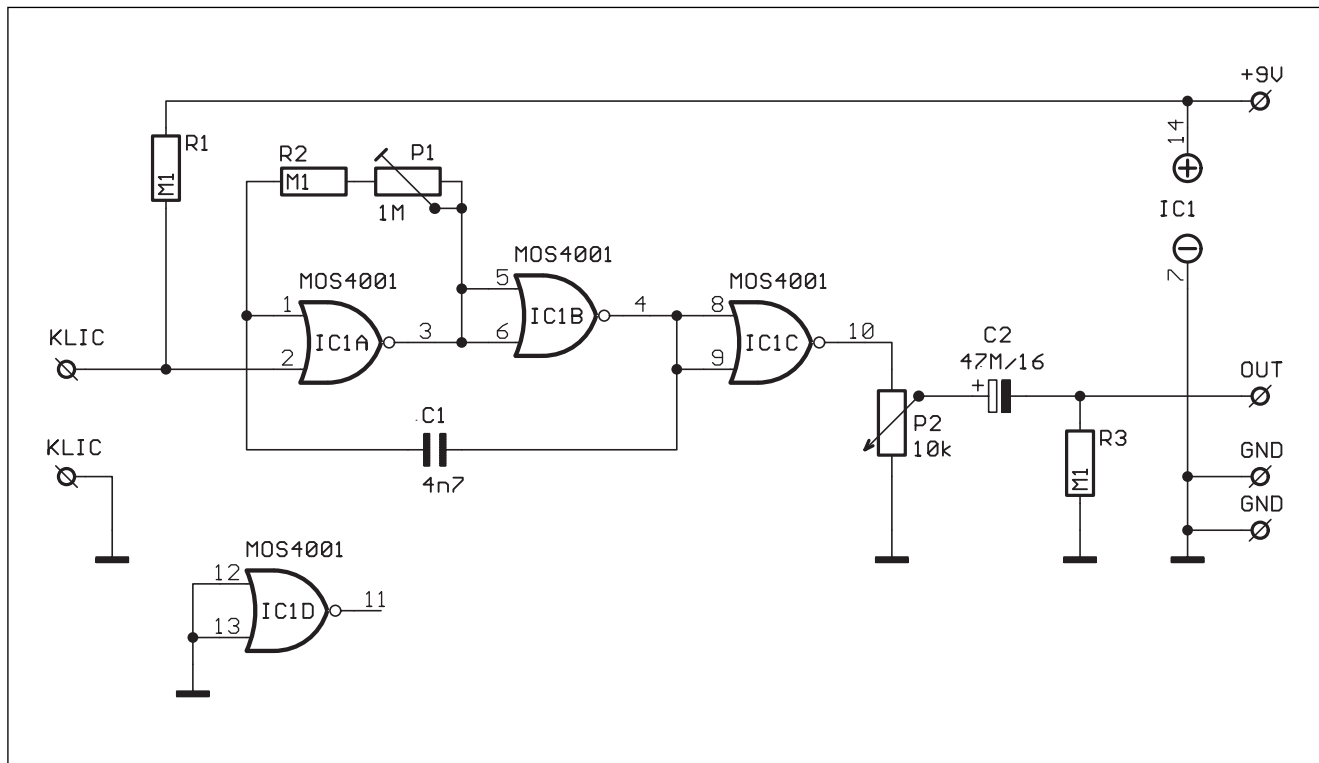 +9V
14
R1
M1
R2
M1
P1
1M
IC1
7
MOS4001
1
2
IC1A
3
MOS4001
5
6
IC1B
4
MOS4001
8
9
IC1C
10
KLIC
KLIC
C1
4n7
C2
47M/16
+
P2
10k
R3
M1
OUT
GND
GND
MOS4001
12
13
IC1D
11